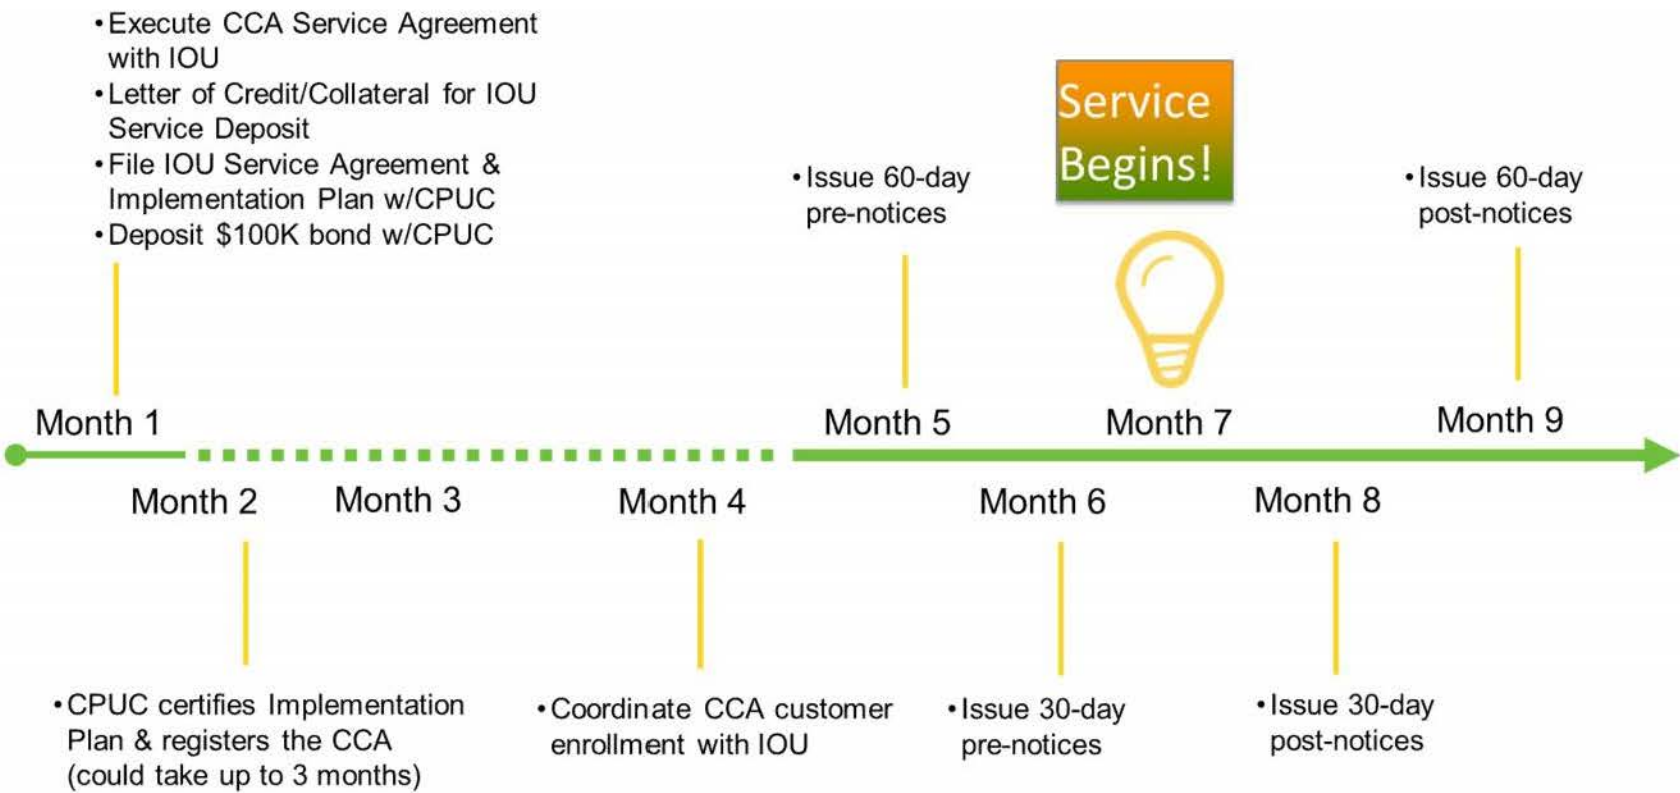 •Execute CCA Service Agreement
with IOU
•Letter of Credit/Collateral for IOU
Service Deposit
•File IOU Service Agreement &
Implementation Plan w/CPUC
•Deposit $100K bond w/CPUC
•Issue 60-day
pre-notices
Service
Begins!
•Issue 60-day
post-notices
Month 1
Month 5
Month 7
Month 9
Month 2
Month 3
Month 4
Month 6
Month 8
•CPUC certifies Implementation
Plan & registers the CCA
(could take up to 3 months)
•Coordinate CCA customer
enrollment with IOU
•Issue 30-day
pre-notices
•Issue 30-day
post-notices